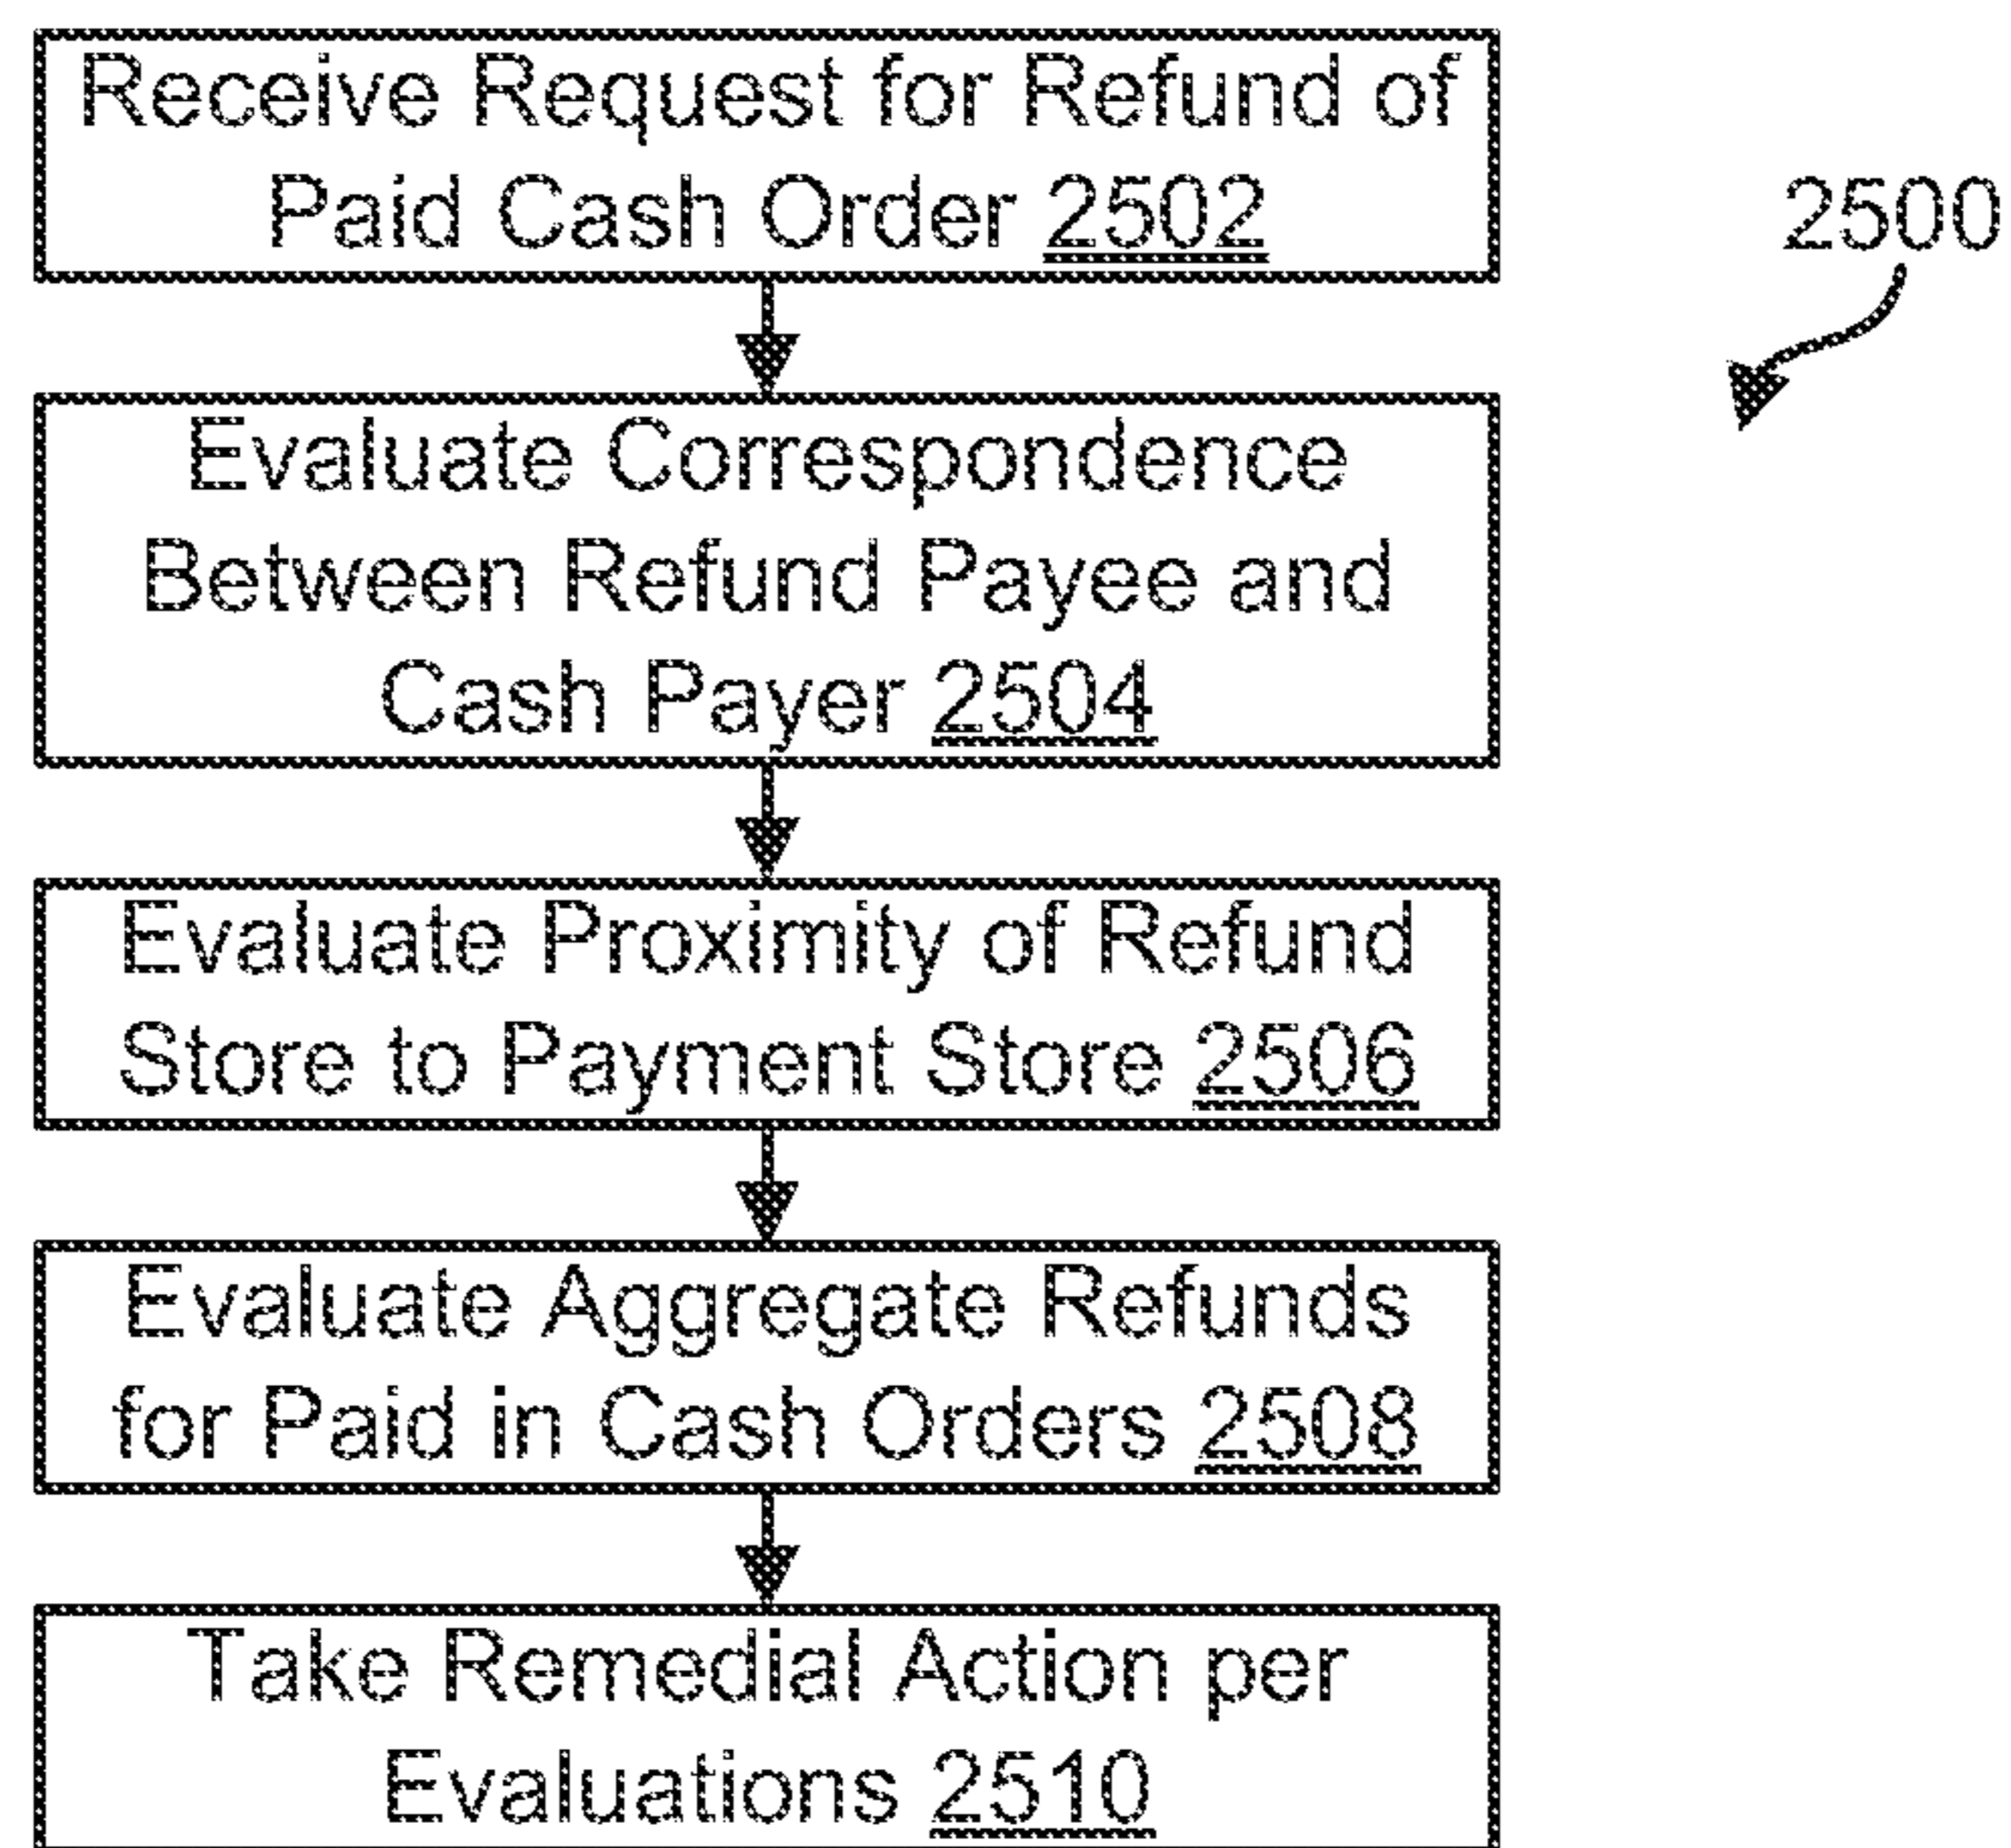 Receive Request for Refund of
Paid Cash Order 2502
2500
Evaluate Correspondence
Between Refund Payee and
Cash Payer 2504
Evaluate Proximity of Refund
Store to Payment Store 2506
Evaluate Aggregate Refunds
for Paid in Cash Orders 2508
Take Remedial Action per
Evaluations 2510